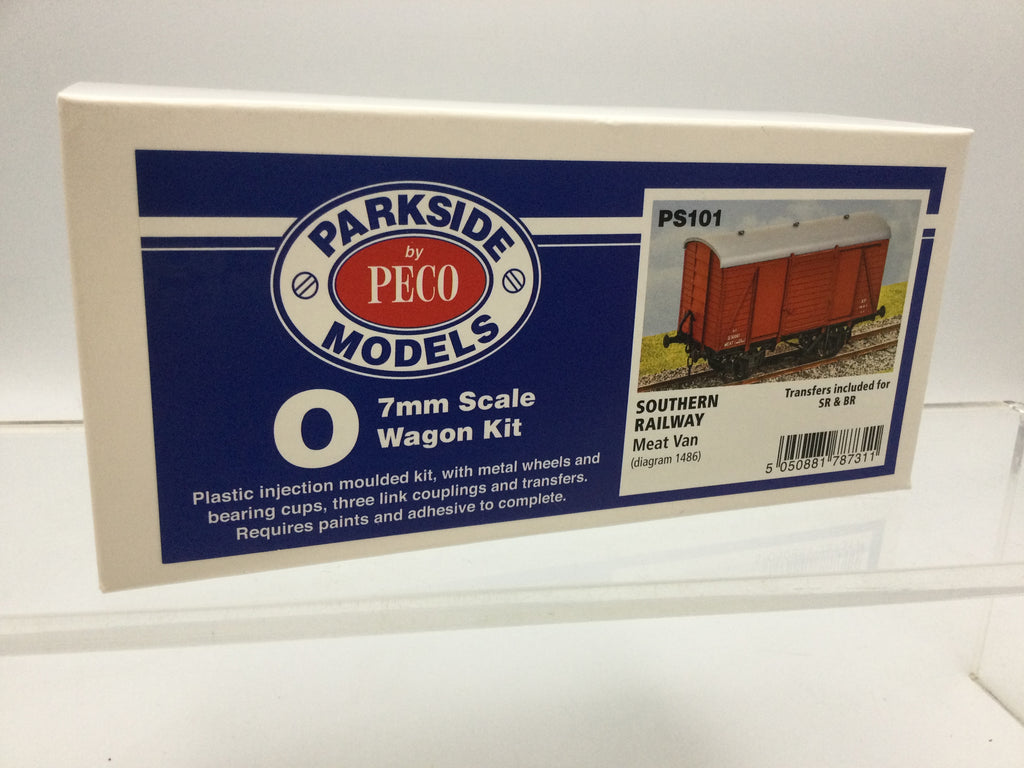 PARKSIDE
by
PECO
MODELS
O
7mm Scale
Wagon Kit
Plastic injection moulded kit, with metal wheels and
bearing cups, three link couplings and transfers.
Requires paints and adhesive to complete.
PS101
SOUTHERN
RAILWAY
Meat Van
(diagram 1486)
Transfers included for
SR & BR
5 050881 787311